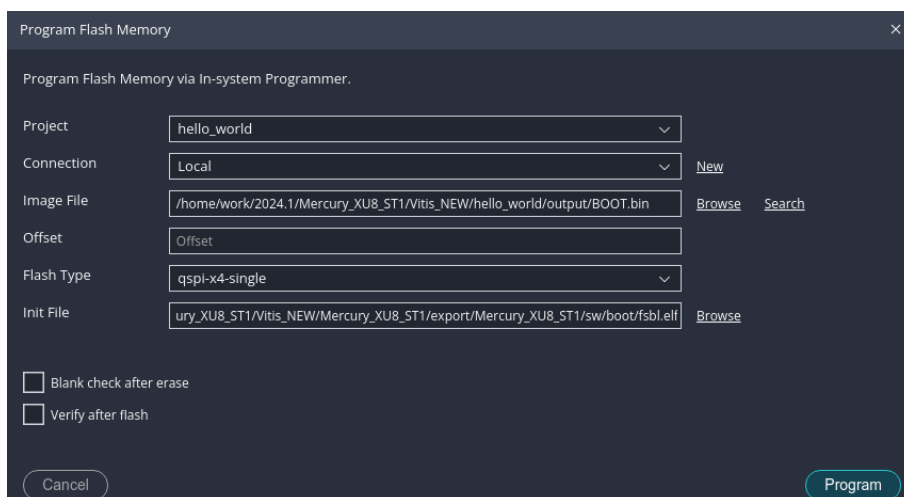 Program Flash Memory ×
Program Flash Memory via In-system Programmer.
Project hello_world
Connection Local New
Image File /home/work/2024.1/Mercury_XU8_ST1/Vitis_NEW/hello_world/output/BOOT.bin Browse Search
Offset Offset
Flash Type qspi-x4-single
Init File ury_XU8_ST1/Vitis_NEW/Mercury_XU8_ST1/export/Mercury_XU8_ST1/sw/boot/fsbl.elf Browse
Blank check after erase
Verify after flash
Cancel Program